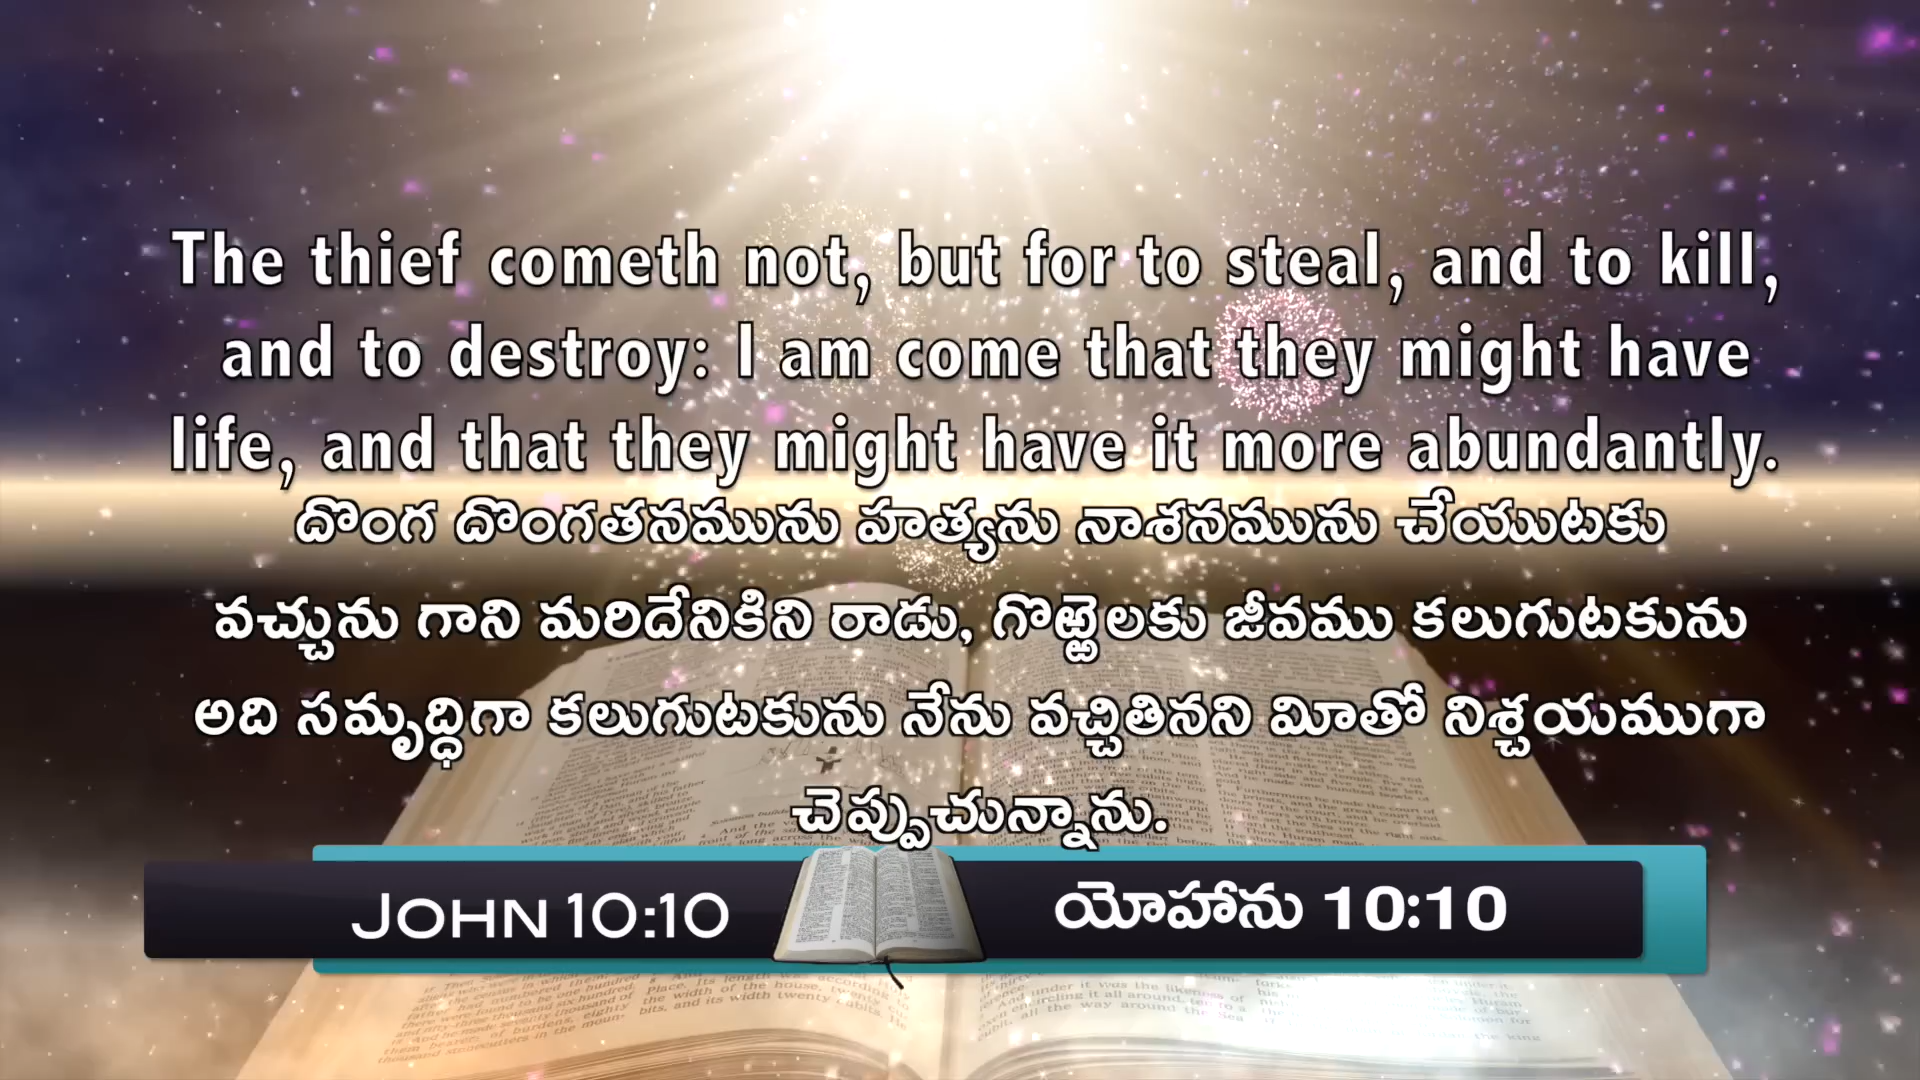 The thief cometh not, but for to steal, and to kill,
and to destroy: I am come that they might have
life, and that they might have it more abundantly.
దొంగ దొంగతనమును హత్యను నాశనమును చేయుటకు
వచ్చును గాని మరిదేనికిని రాడు, గొఱ్ఱెలకు జీవము కలుగుటకును
అది సమృద్ధిగా కలుగుటకును నేను వచ్చితినని మీతో నిశ్చయముగా
చెప్పుచున్నాను.
JOHN 10:10
యోహాను 10:10